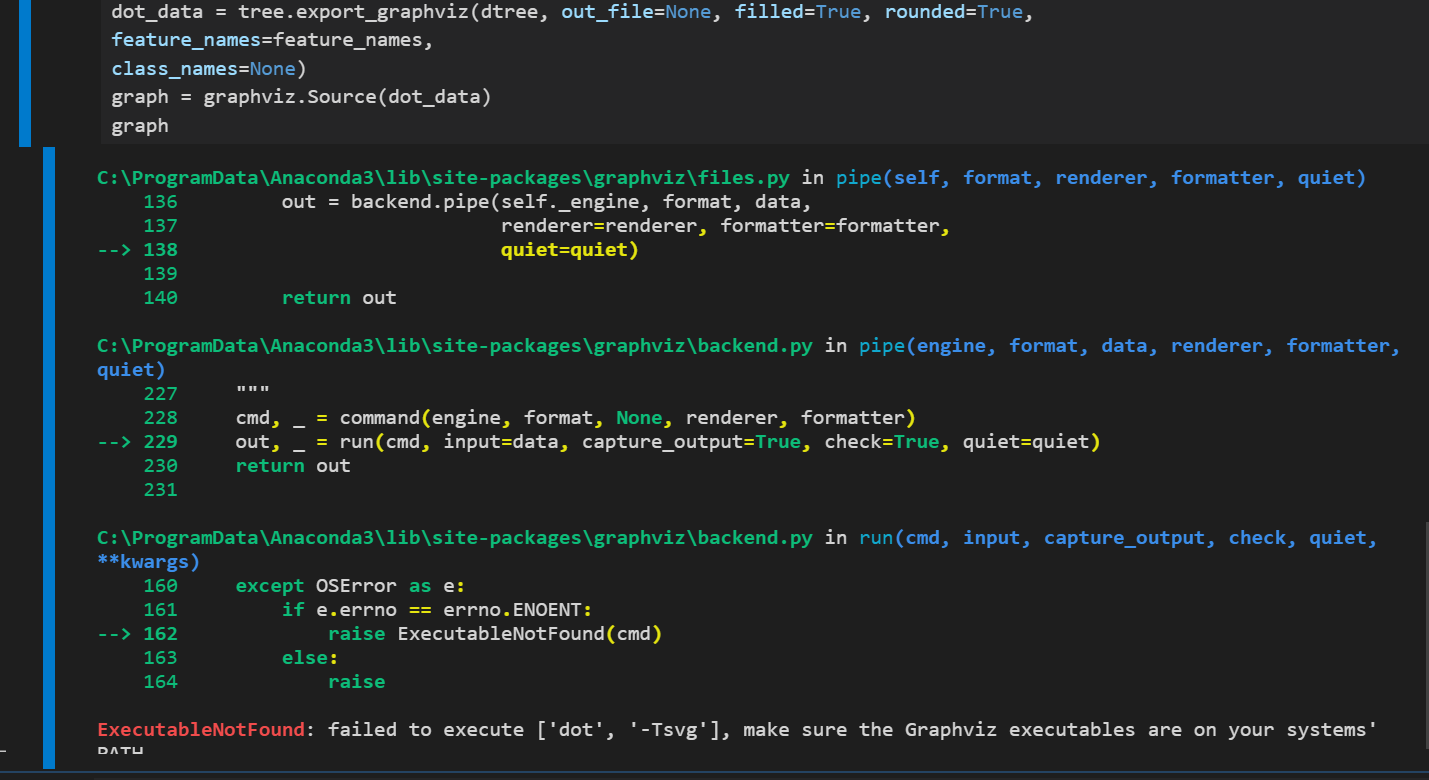 dot_data = tree.export_graphviz(dtree, out_file=None, filled=True, rounded=True,
feature_names=feature_names,
class_names=None)
graph = graphviz.Source(dot_data)
graph
C:\ProgramData\Anaconda3\lib\site-packages\graphviz\files.py in pipe(self, format, renderer, formatter, quiet)
136         out = backend.pipe(self._engine, format, data,
137                            renderer=renderer, formatter=formatter,
--> 138                            quiet=quiet)
139
140         return out
C:\ProgramData\Anaconda3\lib\site-packages\graphviz\backend.py in pipe(engine, format, data, renderer, formatter,
quiet)
227     """
228     cmd, _ = command(engine, format, None, renderer, formatter)
--> 229     out, _ = run(cmd, input=data, capture_output=True, check=True, quiet=quiet)
230     return out
231
C:\ProgramData\Anaconda3\lib\site-packages\graphviz\backend.py in run(cmd, input, capture_output, check, quiet,
**kwargs)
160     except OSError as e:
161         if e.errno == errno.ENOENT:
--> 162             raise ExecutableNotFound(cmd)
163         else:
164             raise
ExecutableNotFound: failed to execute ['dot', '-Tsvg'], make sure the Graphviz executables are on your systems'
PATH